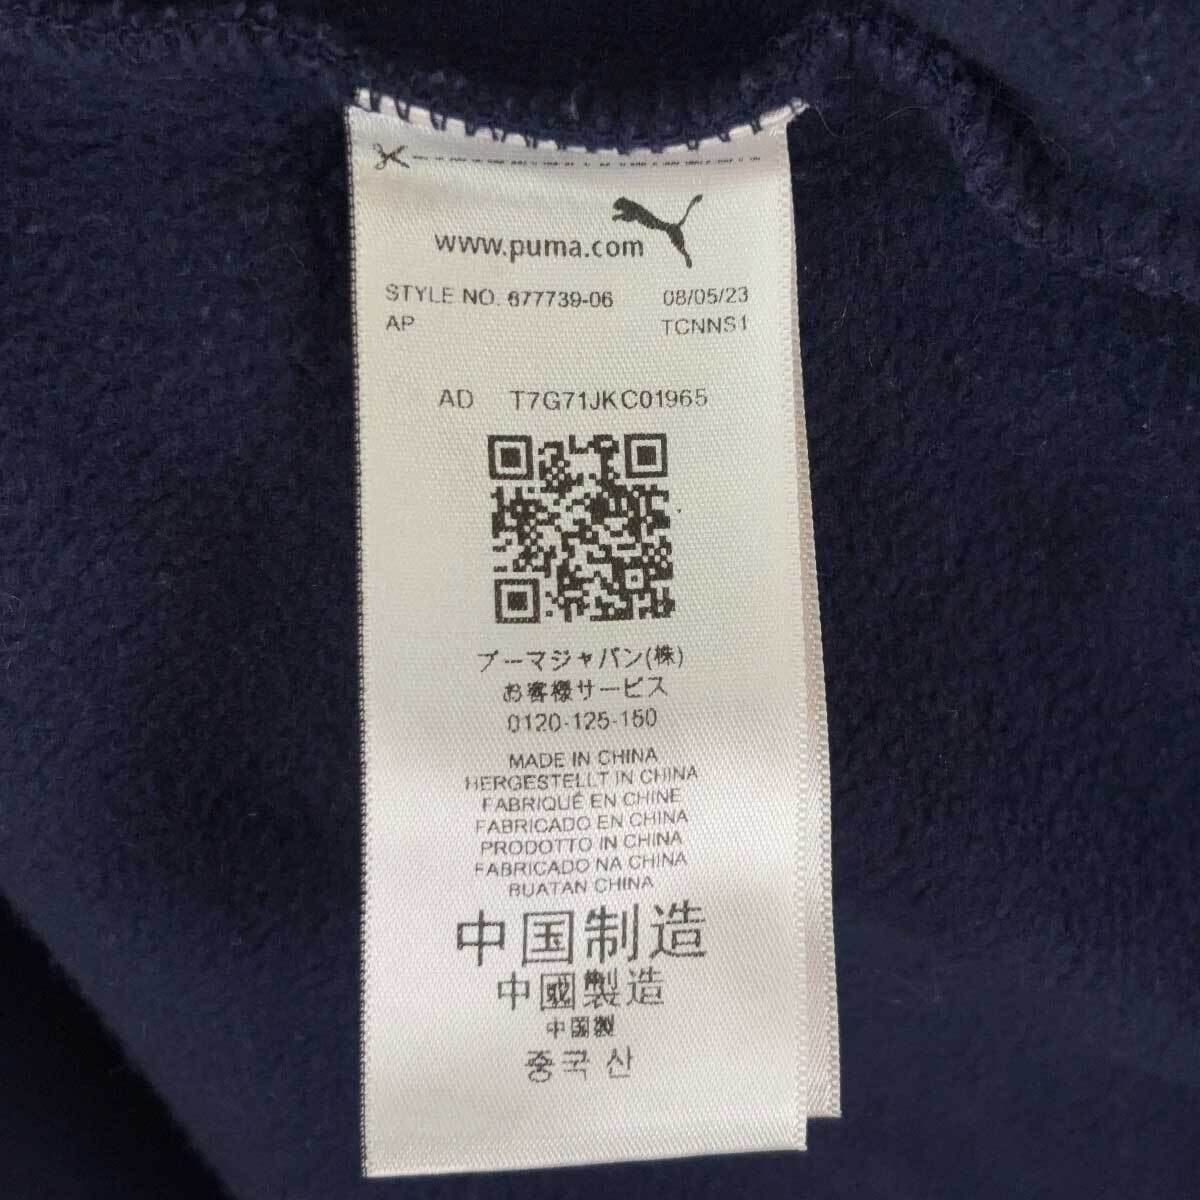 www.puma.com
STYLE NO. 677739-06 08/05/23
AP TCNNS1
AD T7G71JKC01965
プーマジャパン(株)
お客様サービス
0120-125-150
MADE IN CHINA
HERGESTELLT IN CHINA
FABRIQUÉ EN CHINE
FABRICADO EN CHINA
PRODOTTO IN CHINA
FABRICADO NA CHINA
BUATAN CHINA
中国制造
中國製造
中国製
중국 산